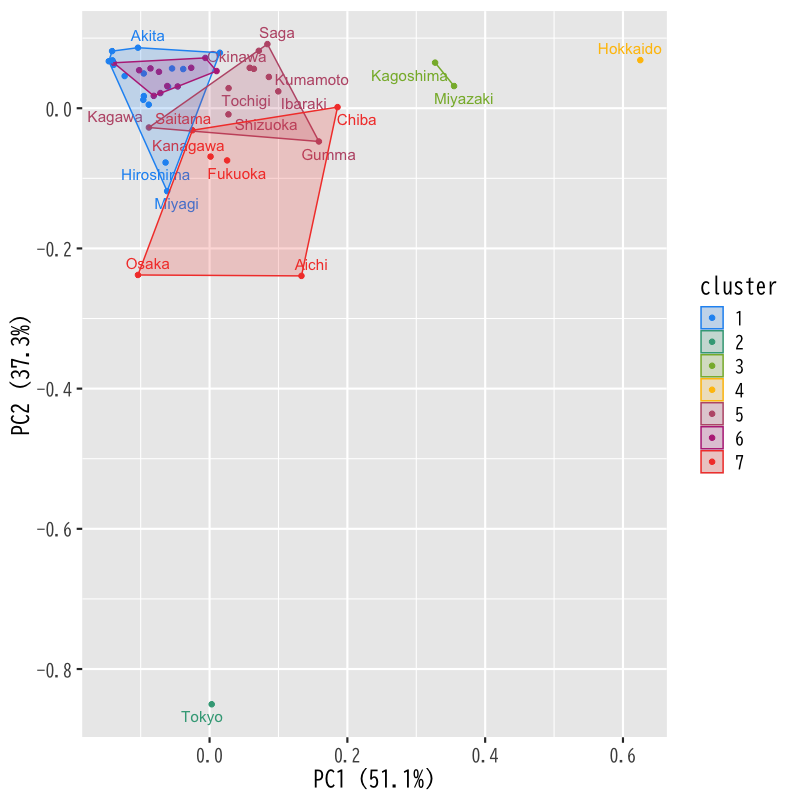 Akita
Saga
Okinawa
Hokkaido
Kagoshima
Kumamoto
Miyazaki
Tochigi
Ibaraki
0.0
Kagawa
Saitama
Shizuoka
Chiba
Kanagawa
Gumma
Hiroshima
Fukuoka
Miyagi
−0.2
Osaka
Aichi
−0.4
−0.6
−0.8
Tokyo
PC2 (37.3%)
0.0 0.2 0.4 0.6
PC1 (51.1%)
cluster
1
2
3
4
5
6
7